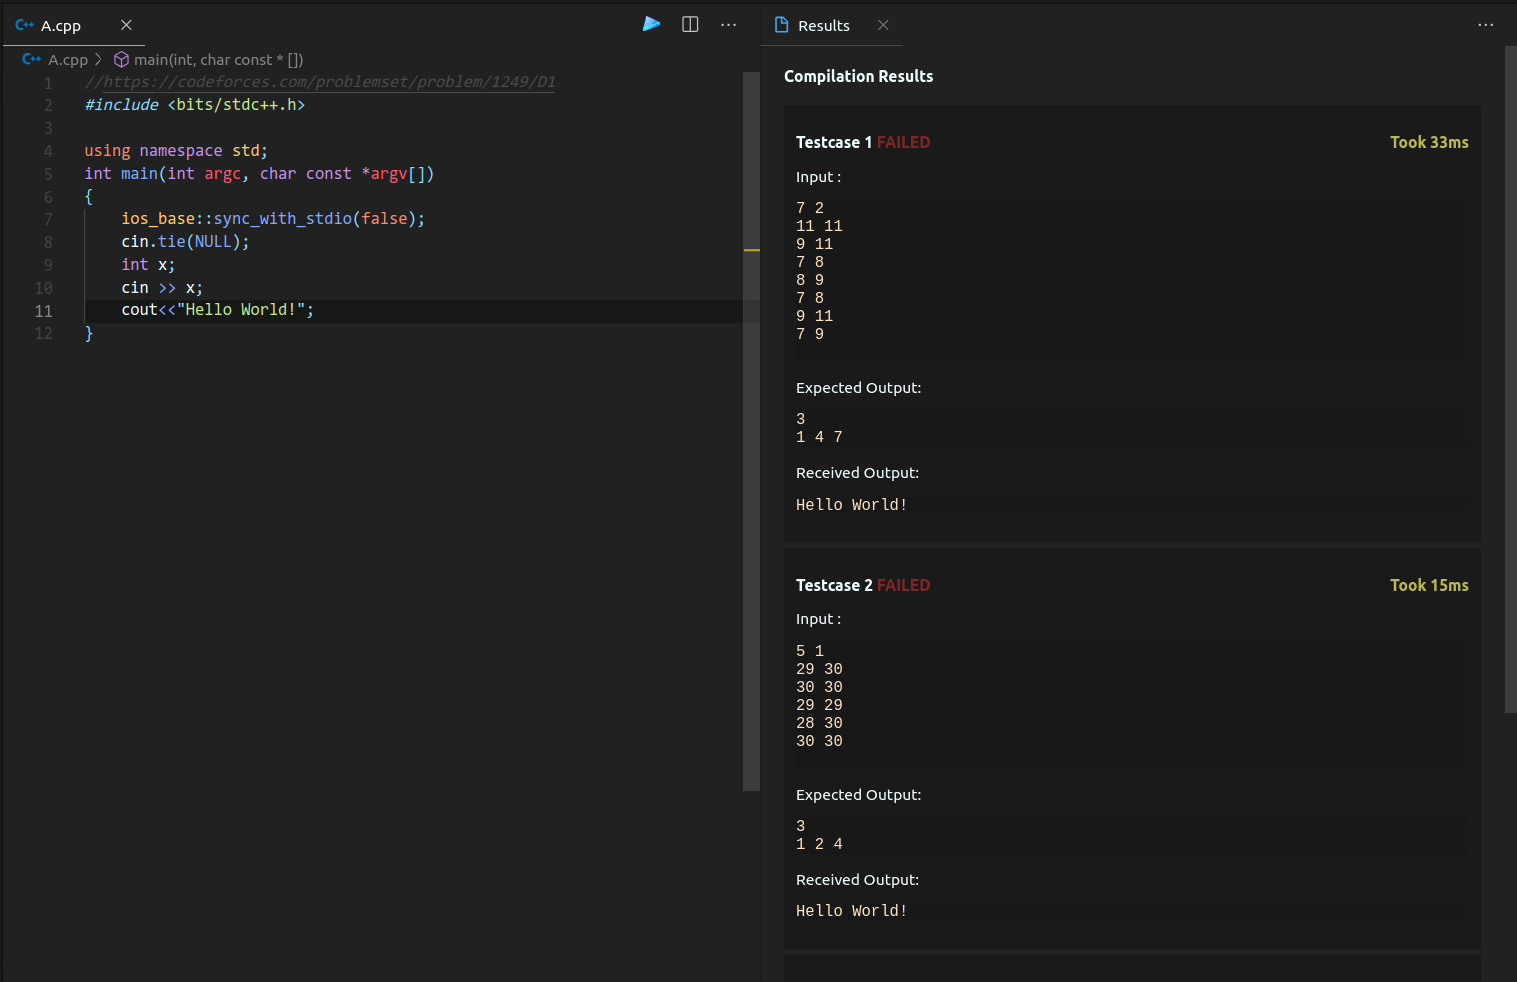 A.cpp
A.cpp > main(int, char const * [])
1 //https://codeforces.com/problemset/problem/1249/D1
2 #include <bits/stdc++.h>
3
4 using namespace std;
5 int main(int argc, char const *argv[])
6 {
7     ios_base::sync_with_stdio(false);
8     cin.tie(NULL);
9     int x;
10     cin >> x;
11     cout<<"Hello World!";
12 }
Results
Compilation Results
Testcase 1 FAILED Took 33ms
Input :
7 2
11 11
9 11
7 8
8 9
7 8
9 11
7 9
Expected Output:
3
1 4 7
Received Output:
Hello World!
Testcase 2 FAILED Took 15ms
Input :
5 1
29 30
30 30
29 29
28 30
30 30
Expected Output:
3
1 2 4
Received Output:
Hello World!